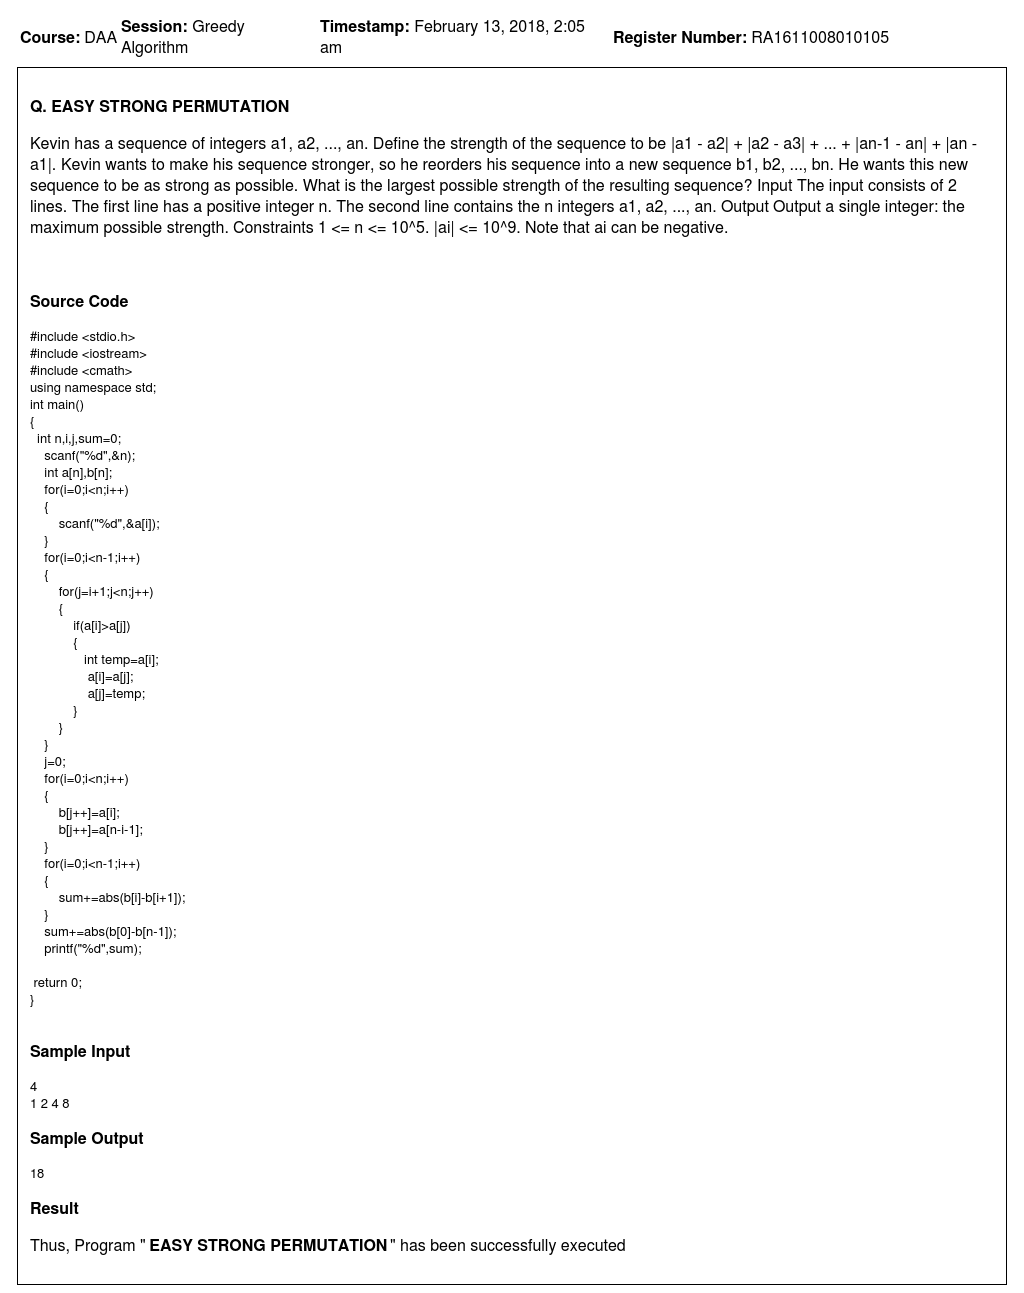 Course: DAA Session: Greedy Algorithm Timestamp: February 13, 2018, 2:05 am Register Number: RA1611008010105
Q. EASY STRONG PERMUTATION
Kevin has a sequence of integers a1, a2, ..., an. Define the strength of the sequence to be |a1 - a2| + |a2 - a3| + ... + |an-1 - an| + |an -
a1|. Kevin wants to make his sequence stronger, so he reorders his sequence into a new sequence b1, b2, ..., bn. He wants this new
sequence to be as strong as possible. What is the largest possible strength of the resulting sequence? Input The input consists of 2
lines. The first line has a positive integer n. The second line contains the n integers a1, a2, ..., an. Output Output a single integer: the
maximum possible strength. Constraints 1 <= n <= 10^5. |ai| <= 10^9. Note that ai can be negative.
Source Code
#include <stdio.h>
#include <iostream>
#include <cmath>
using namespace std;
int main()
{
int n,i,j,sum=0;
scanf("%d",&n);
int a[n],b[n];
for(i=0;i<n;i++)
{
scanf("%d",&a[i]);
}
for(i=0;i<n-1;i++)
{
for(j=i+1;j<n;j++)
{
if(a[i]>a[j])
{
int temp=a[i];
a[i]=a[j];
a[j]=temp;
}
}
}
j=0;
for(i=0;i<n;i++)
{
b[j++]=a[i];
b[j++]=a[n-i-1];
}
for(i=0;i<n-1;i++)
{
sum+=abs(b[i]-b[i+1]);
}
sum+=abs(b[0]-b[n-1]);
printf("%d",sum);
return 0;
}
Sample Input
4
1 2 4 8
Sample Output
18
Result
Thus, Program " EASY STRONG PERMUTATION " has been successfully executed